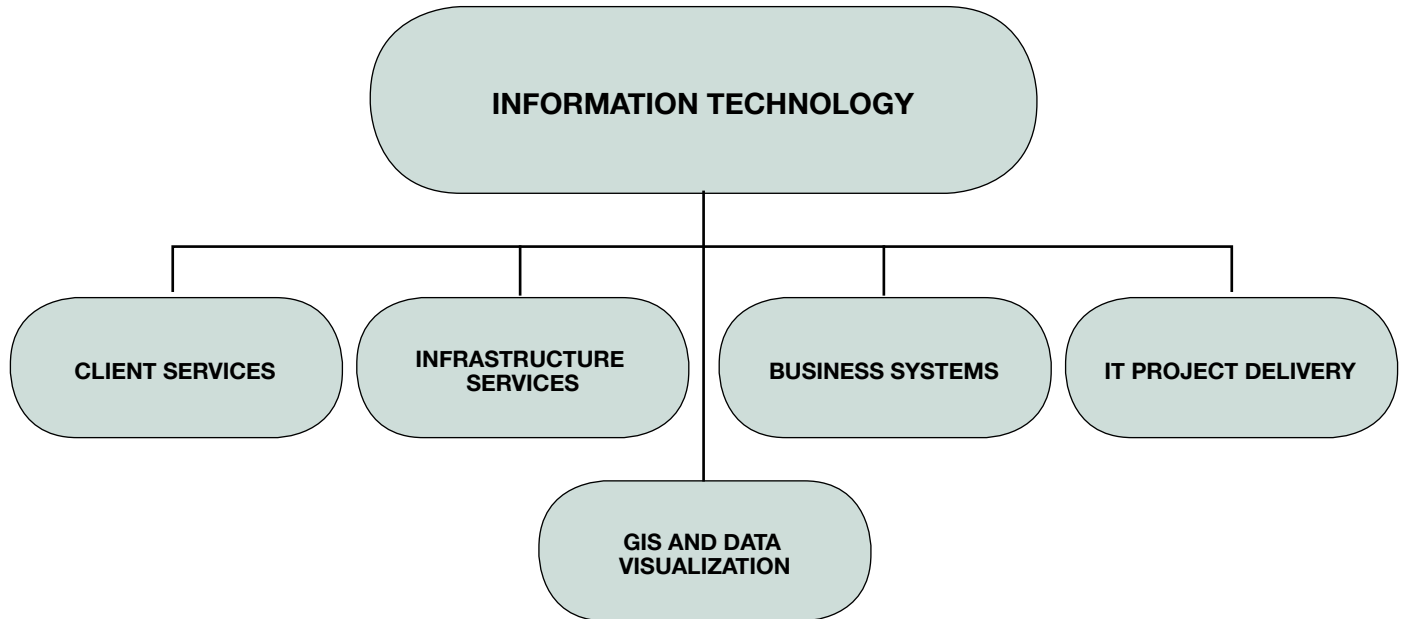 INFORMATION TECHNOLOGY
CLIENT SERVICES
INFRASTRUCTURE
SERVICES
BUSINESS SYSTEMS
IT PROJECT DELIVERY
GIS AND DATA
VISUALIZATION